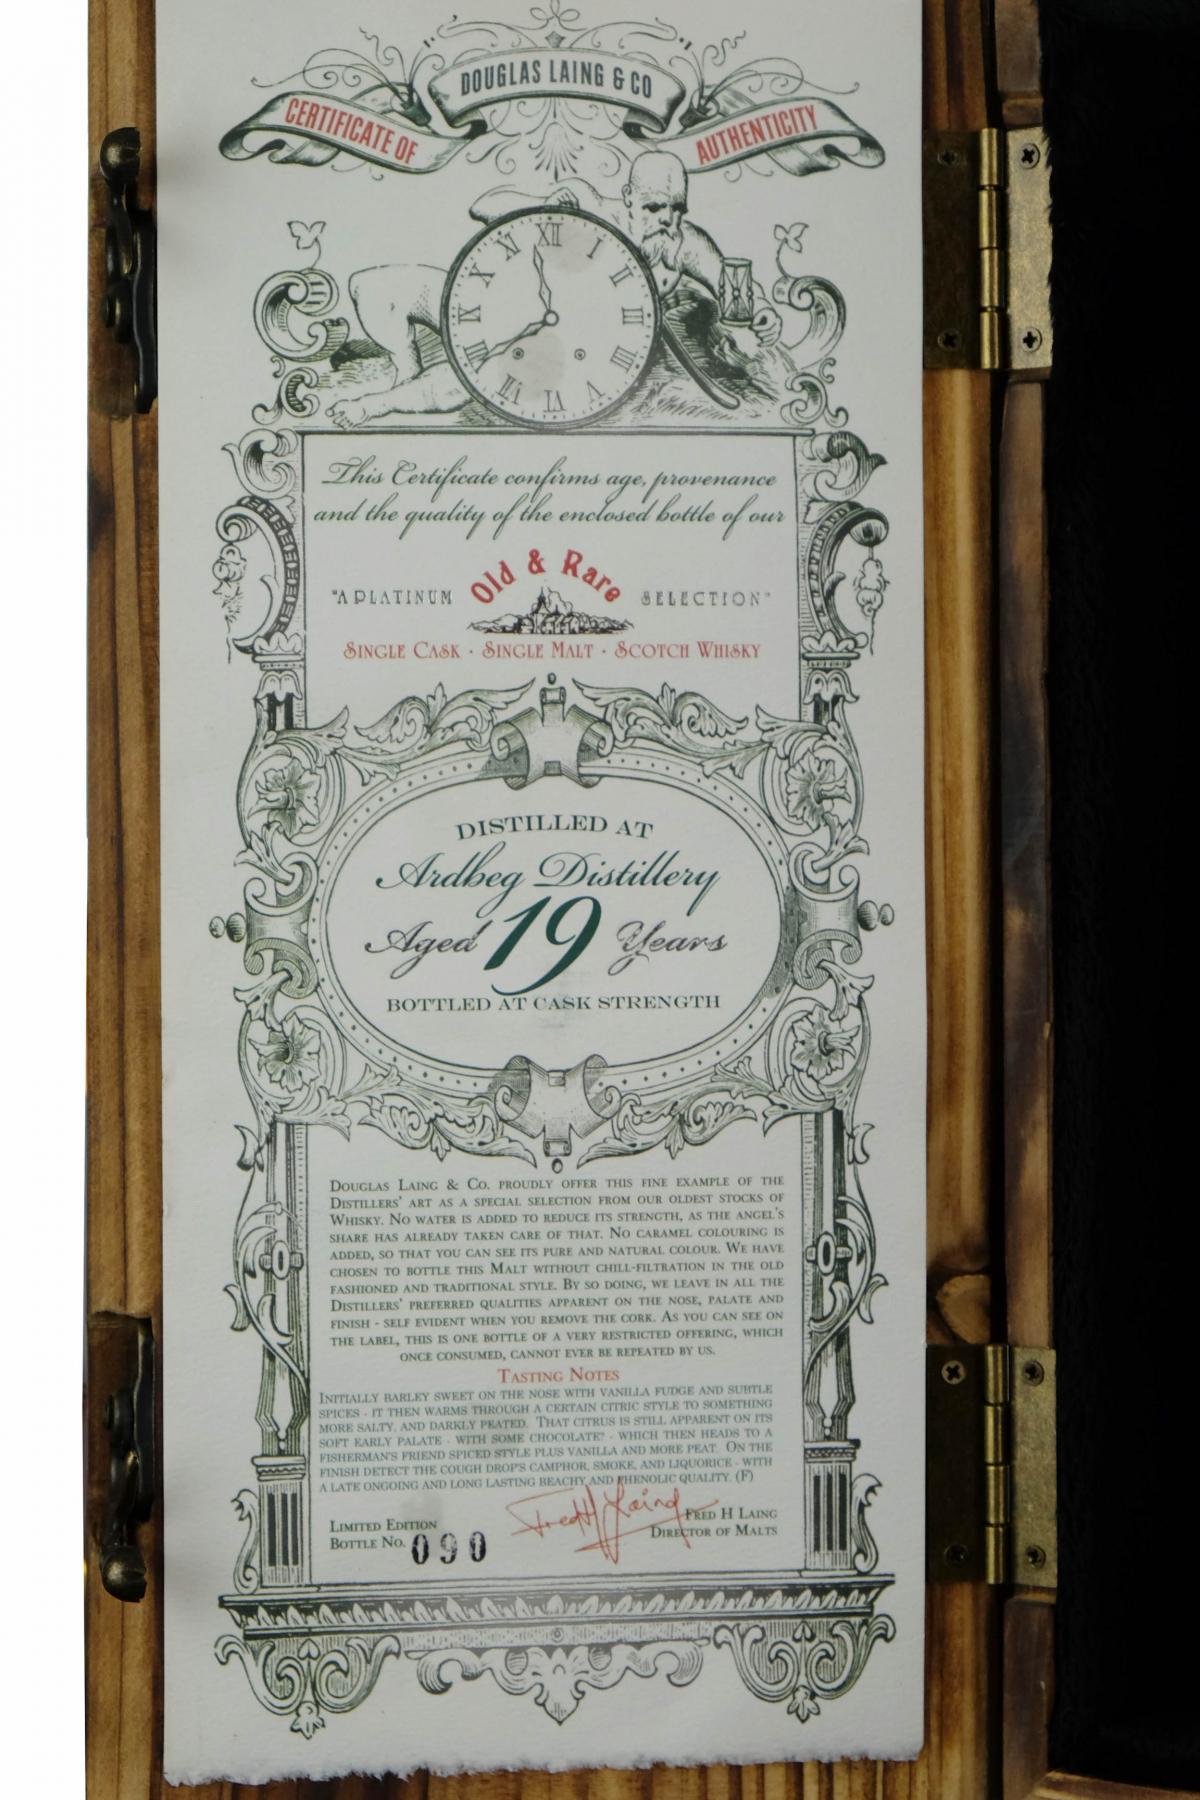 DOUGLAS LAING & CO
CERTIFICATE OF AUTHENTICITY
XII I II III IIII V VI VII VIII IX X XI
This Certificate confirms age, provenance
and the quality of the enclosed bottle of our
"A PLATINUM Old & Rare SELECTION"
SINGLE CASK · SINGLE MALT · SCOTCH WHISKY
DISTILLED AT
Ardbeg Distillery
Aged 19 Years
BOTTLED AT CASK STRENGTH
DOUGLAS LAING & CO. PROUDLY OFFER THIS FINE EXAMPLE OF THE
DISTILLERS' ART AS A SPECIAL SELECTION FROM OUR OLDEST STOCKS OF
WHISKY. NO WATER IS ADDED TO REDUCE ITS STRENGTH, AS THE ANGEL'S
SHARE HAS ALREADY TAKEN CARE OF THAT. NO CARAMEL COLOURING IS
ADDED, SO THAT YOU CAN SEE ITS PURE AND NATURAL COLOUR. WE HAVE
CHOSEN TO BOTTLE THIS MALT WITHOUT CHILL-FILTRATION IN THE OLD
FASHIONED AND TRADITIONAL STYLE. BY SO DOING, WE LEAVE IN ALL THE
DISTILLERS' PREFERRED QUALITIES APPARENT ON THE NOSE, PALATE AND
FINISH - SELF EVIDENT WHEN YOU REMOVE THE CORK. AS YOU CAN SEE ON
THE LABEL, THIS IS ONE BOTTLE OF A VERY RESTRICTED OFFERING, WHICH
ONCE CONSUMED, CANNOT EVER BE REPEATED BY US.
TASTING NOTES
INITIALLY BARLEY SWEET ON THE NOSE WITH VANILLA FUDGE AND SUBTLE
SPICES - IT THEN WARMS THROUGH A CERTAIN CITRIC STYLE TO SOMETHING
MORE SALTY, AND DARKLY PEATED. THAT CITRUS IS STILL APPARENT ON ITS
SOFT EARLY PALATE - WITH SOME CHOCOLATE? - WHICH THEN HEADS TO A
FISHERMAN'S FRIEND SPICED STYLE PLUS VANILLA AND MORE PEAT. ON THE
FINISH DETECT THE COUGH DROP'S CAMPHOR, SMOKE, AND LIQUORICE - WITH
A LATE ONGOING AND LONG LASTING BEACHY AND PHENOLIC QUALITY. (F)
Fred H Laing
FRED H LAING
DIRECTOR OF MALTS
LIMITED EDITION
BOTTLE NO. 090